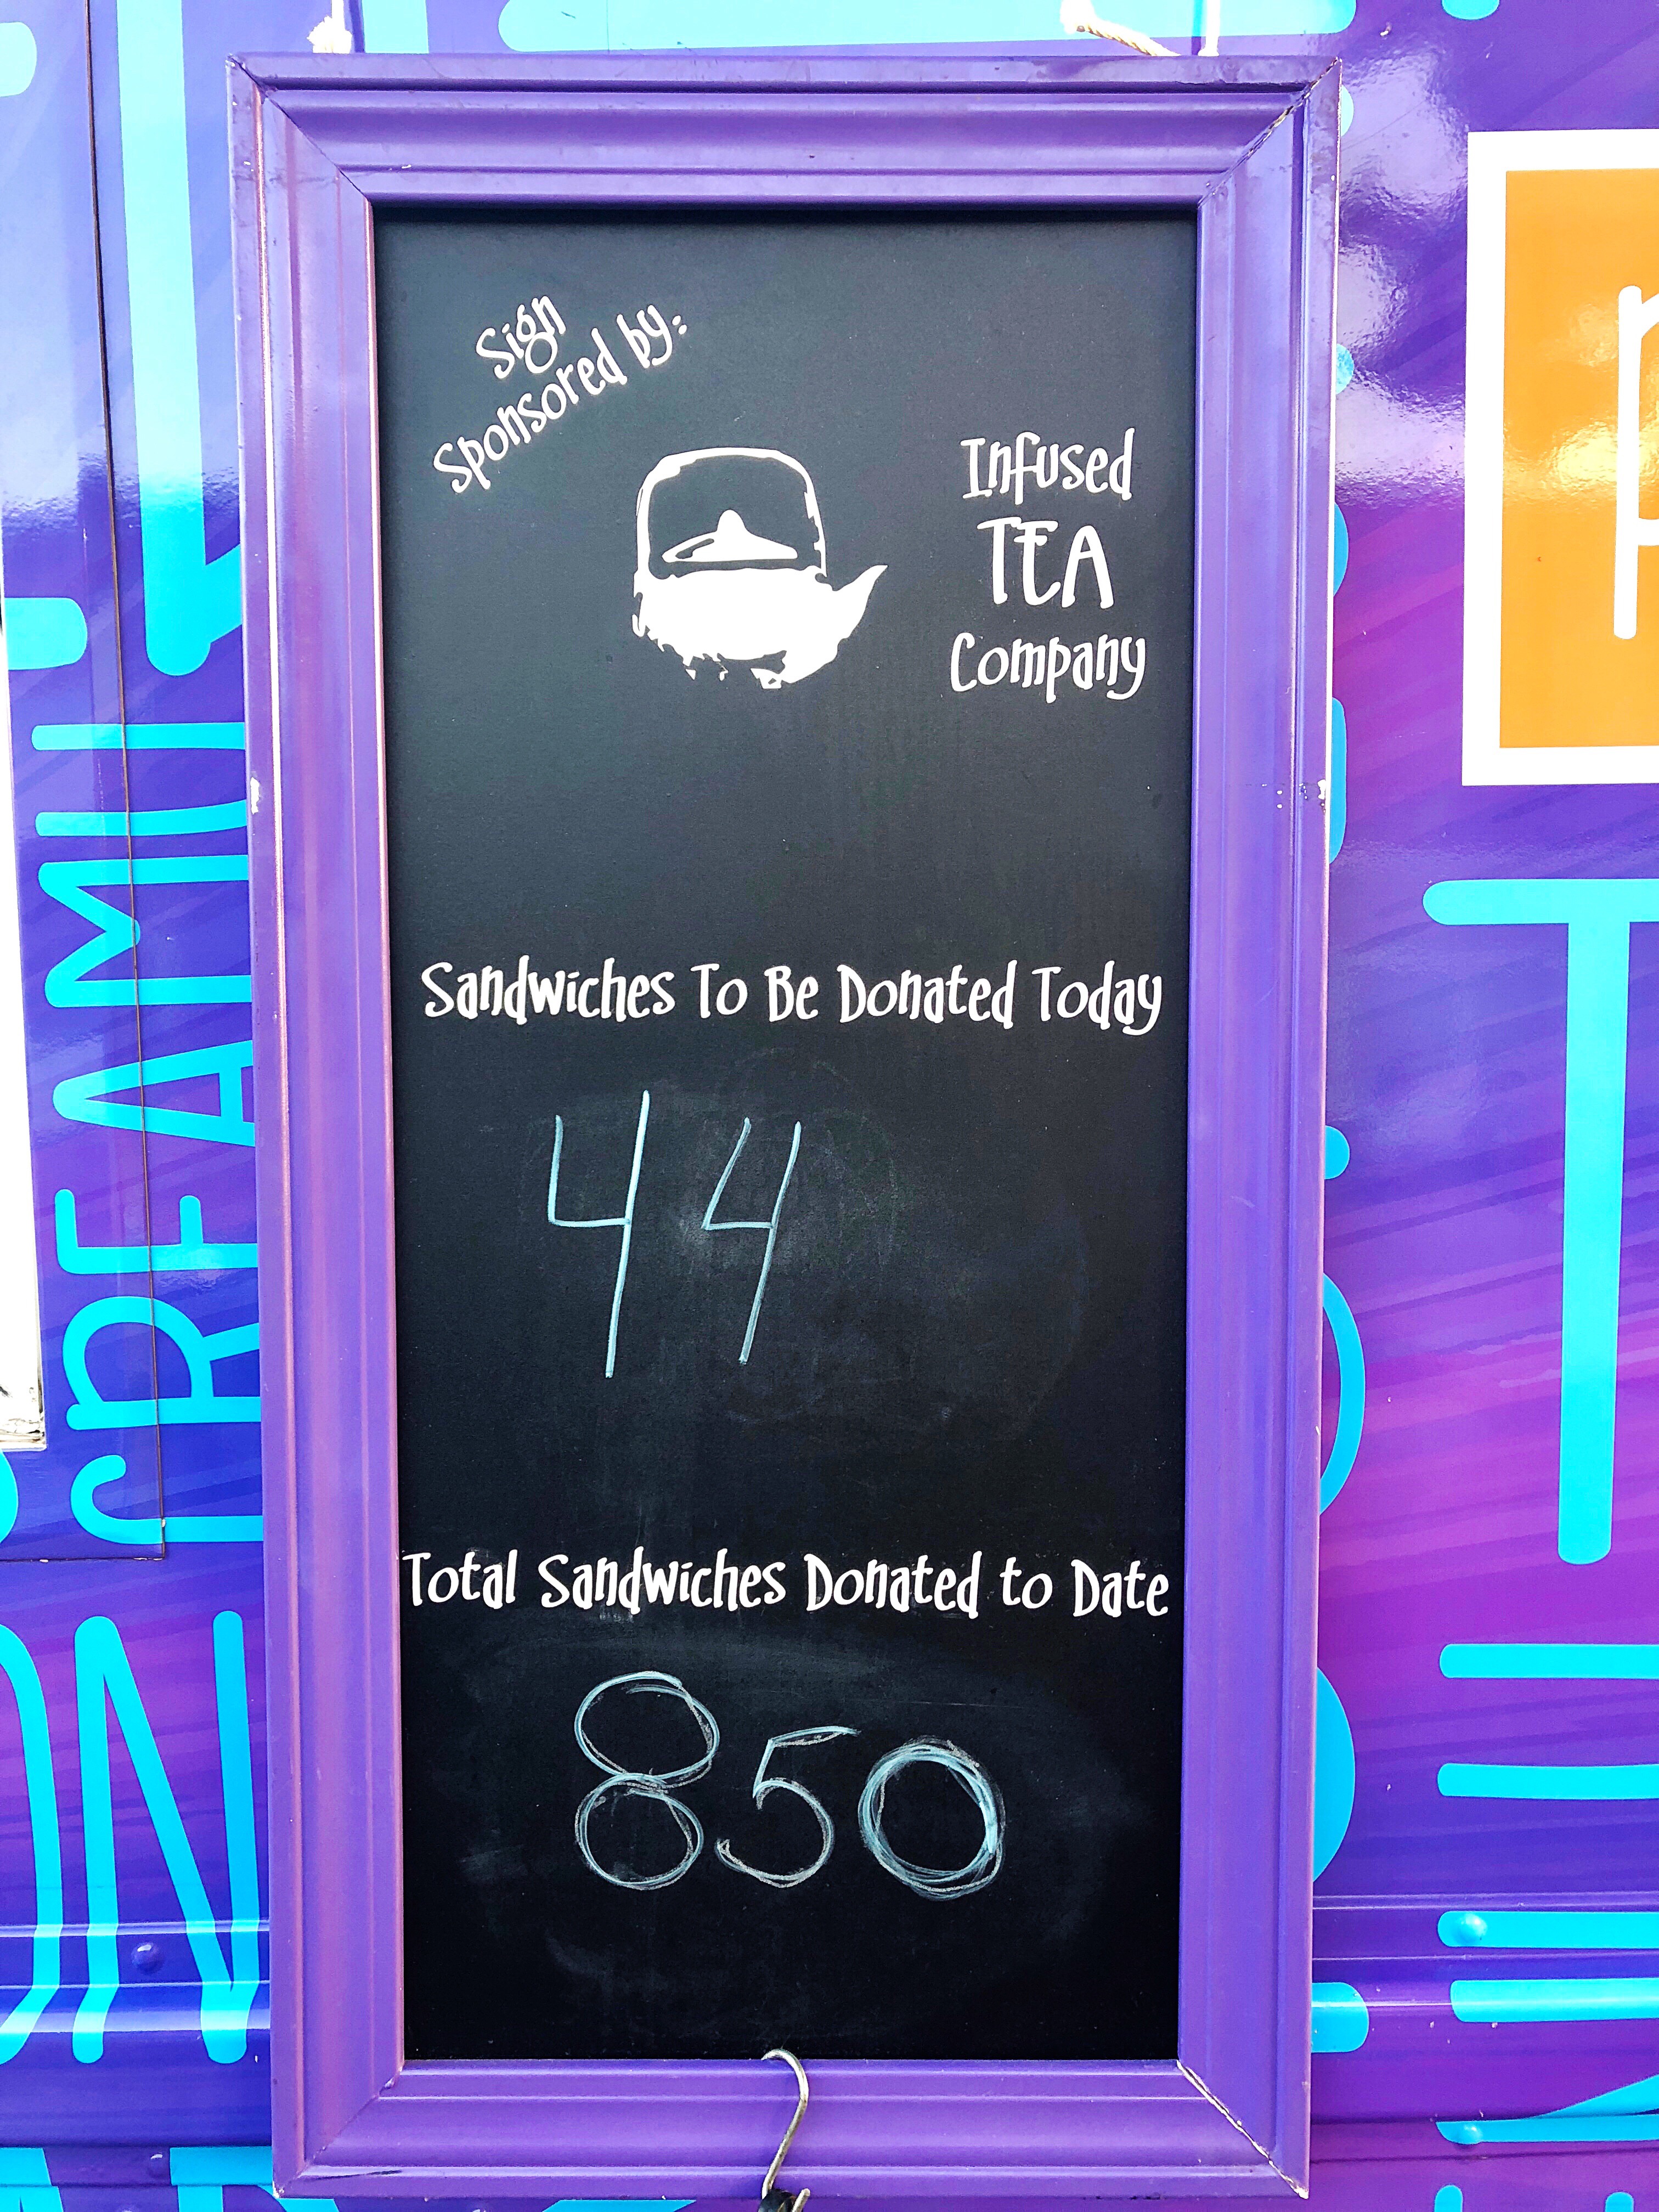 Sign
Sponsored by:
Infused
TEA
Company
Sandwiches To Be Donated Today
44
Total Sandwiches Donated to Date
850